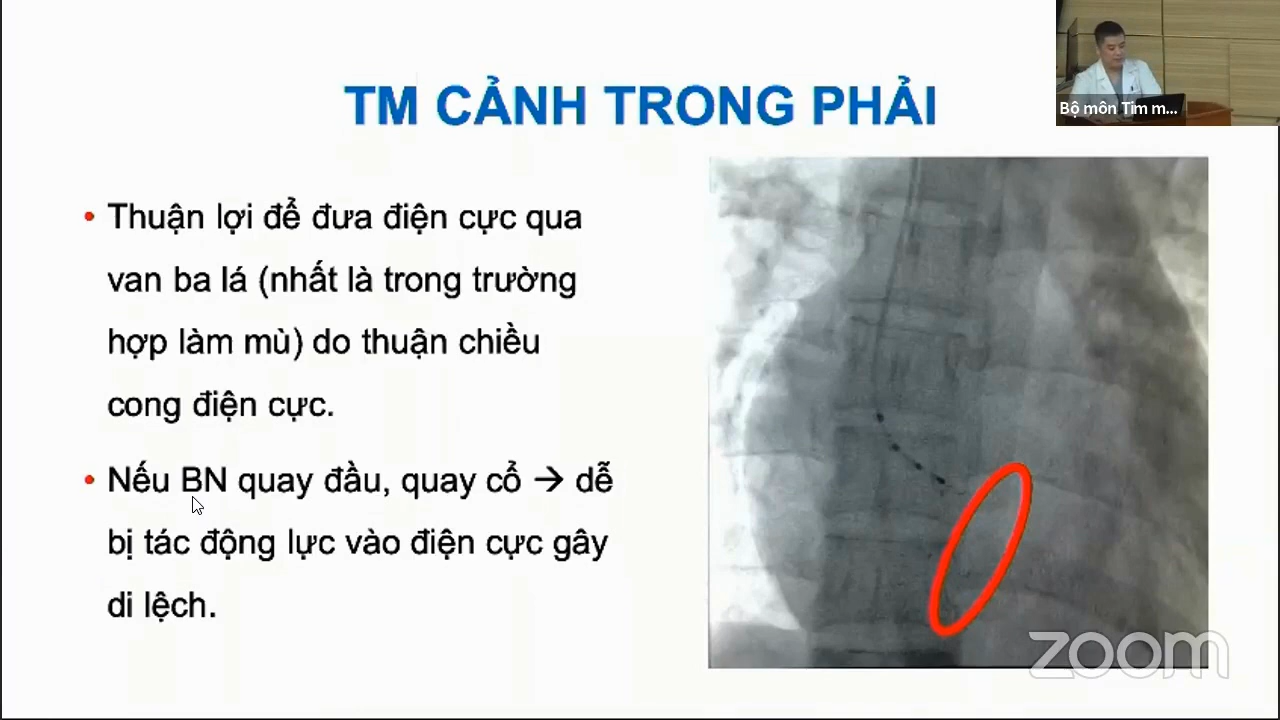 Bộ môn Tim m...
TM CẢNH TRONG PHẢI
• Thuận lợi để đưa điện cực qua
van ba lá (nhất là trong trường
hợp làm mù) do thuận chiều
cong điện cực.
• Nếu BN quay đầu, quay cổ → dễ
bị tác động lực vào điện cực gây
di lệch.
zoom